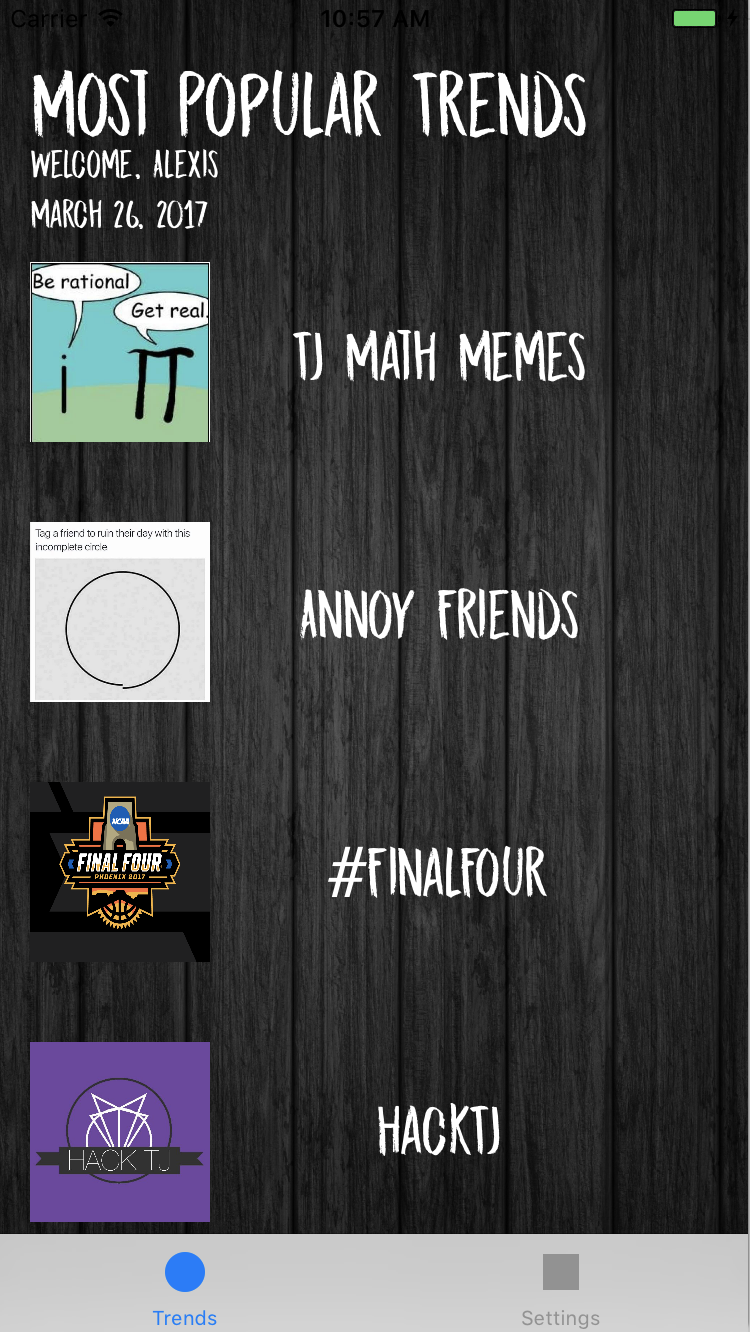 Carrier 10:57 AM
MOST POPULAR TRENDS
WELCOME, ALEXIS
MARCH 26, 2017
Be rational
Get real.
i π
TJ MATH MEMES
Tag a friend to ruin their day with this
incomplete circle
ANNOY FRIENDS
NCAA
FINAL FOUR
PHOENIX 2017
#FINALFOUR
HACK TJ
HACKTJ
Trends Settings